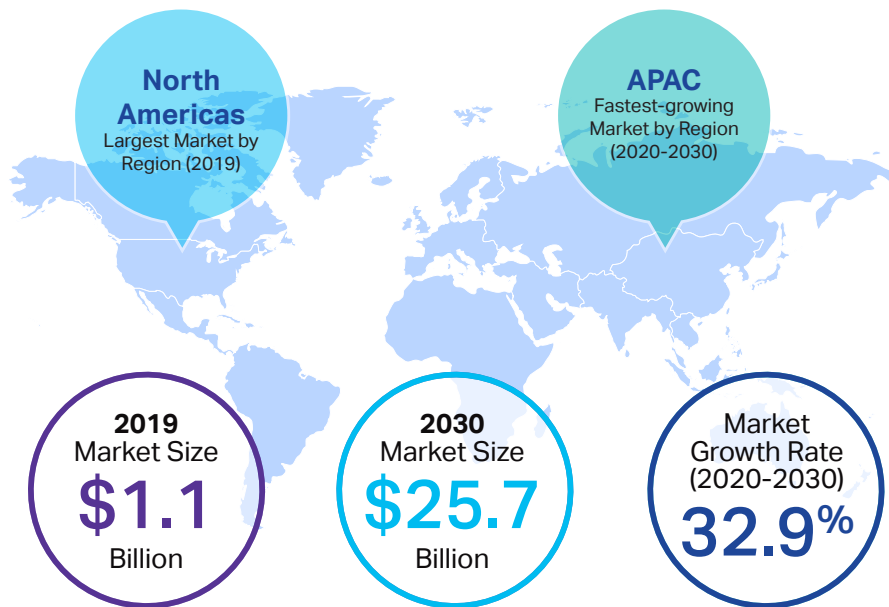 North
Americas
Largest Market by
Region (2019)
APAC
Fastest-growing
Market by Region
(2020-2030)
2019
Market Size
$1.1
Billion
2030
Market Size
$25.7
Billion
Market
Growth Rate
(2020-2030)
32.9%